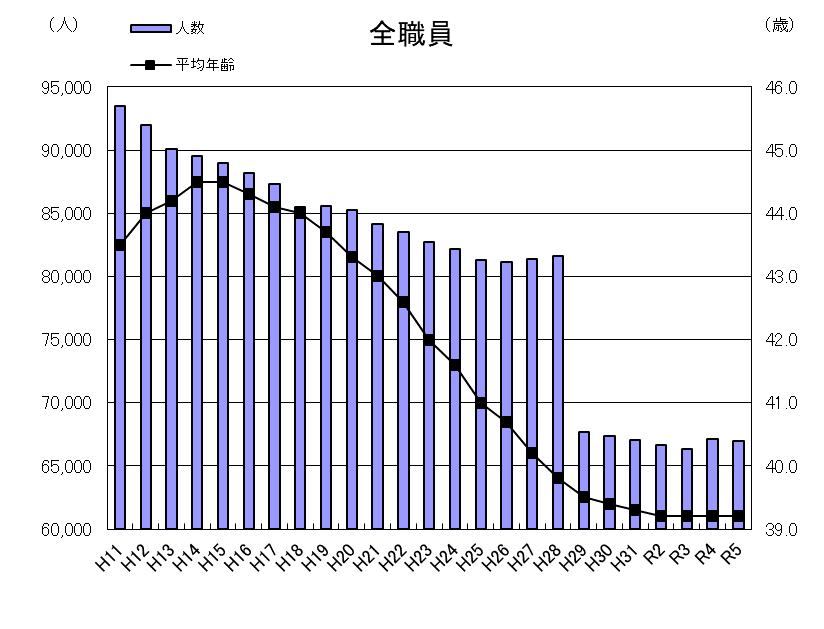 全職員
（人）
（歳）
人数
平均年齢
95,000
90,000
85,000
80,000
75,000
70,000
65,000
60,000
46.0
45.0
44.0
43.0
42.0
41.0
40.0
39.0
H11
H12
H13
H14
H15
H16
H17
H18
H19
H20
H21
H22
H23
H24
H25
H26
H27
H28
H29
H30
H31
R2
R3
R4
R5